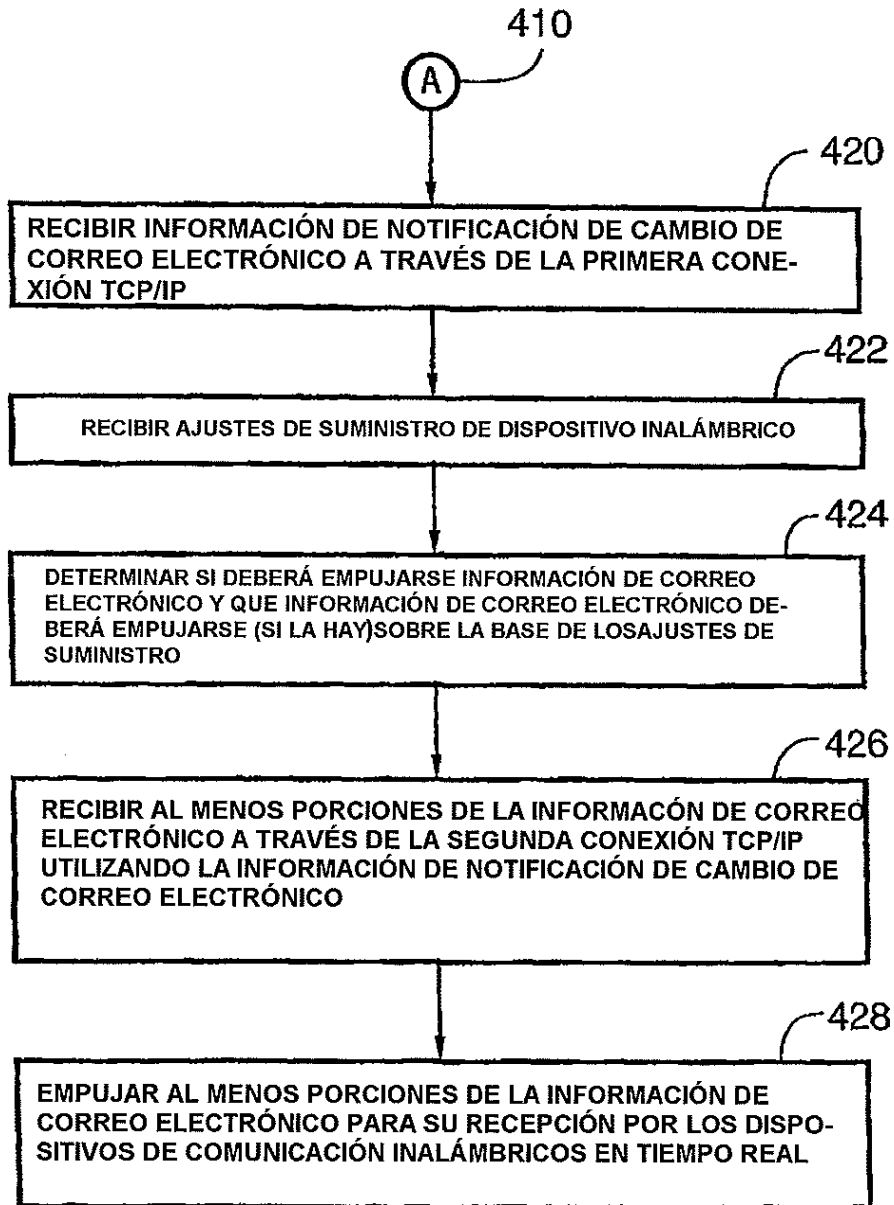 410
A
420
RECIBIR INFORMACIÓN DE NOTIFICACIÓN DE CAMBIO DE
CORREO ELECTRÓNICO A TRAVÉS DE LA PRIMERA CONE-
XIÓN TCP/IP
422
RECIBIR AJUSTES DE SUMINISTRO DE DISPOSITIVO INALÁMBRICO
424
DETERMINAR SI DEBERÁ EMPUJARSE INFORMACIÓN DE CORREO
ELECTRÓNICO Y QUE INFORMACIÓN DE CORREO ELECTRÓNICO DE-
BERÁ EMPUJARSE (SI LA HAY)SOBRE LA BASE DE LOSAJUSTES DE
SUMINISTRO
426
RECIBIR AL MENOS PORCIONES DE LA INFORMACÓN DE CORREO
ELECTRÓNICO A TRAVÉS DE LA SEGUNDA CONEXIÓN TCP/IP
UTILIZANDO LA INFORMACIÓN DE NOTIFICACIÓN DE CAMBIO DE
CORREO ELECTRÓNICO
428
EMPUJAR AL MENOS PORCIONES DE LA INFORMACIÓN DE
CORREO ELECTRÓNICO PARA SU RECEPCIÓN POR LOS DISPO-
SITIVOS DE COMUNICACIÓN INALÁMBRICOS EN TIEMPO REAL